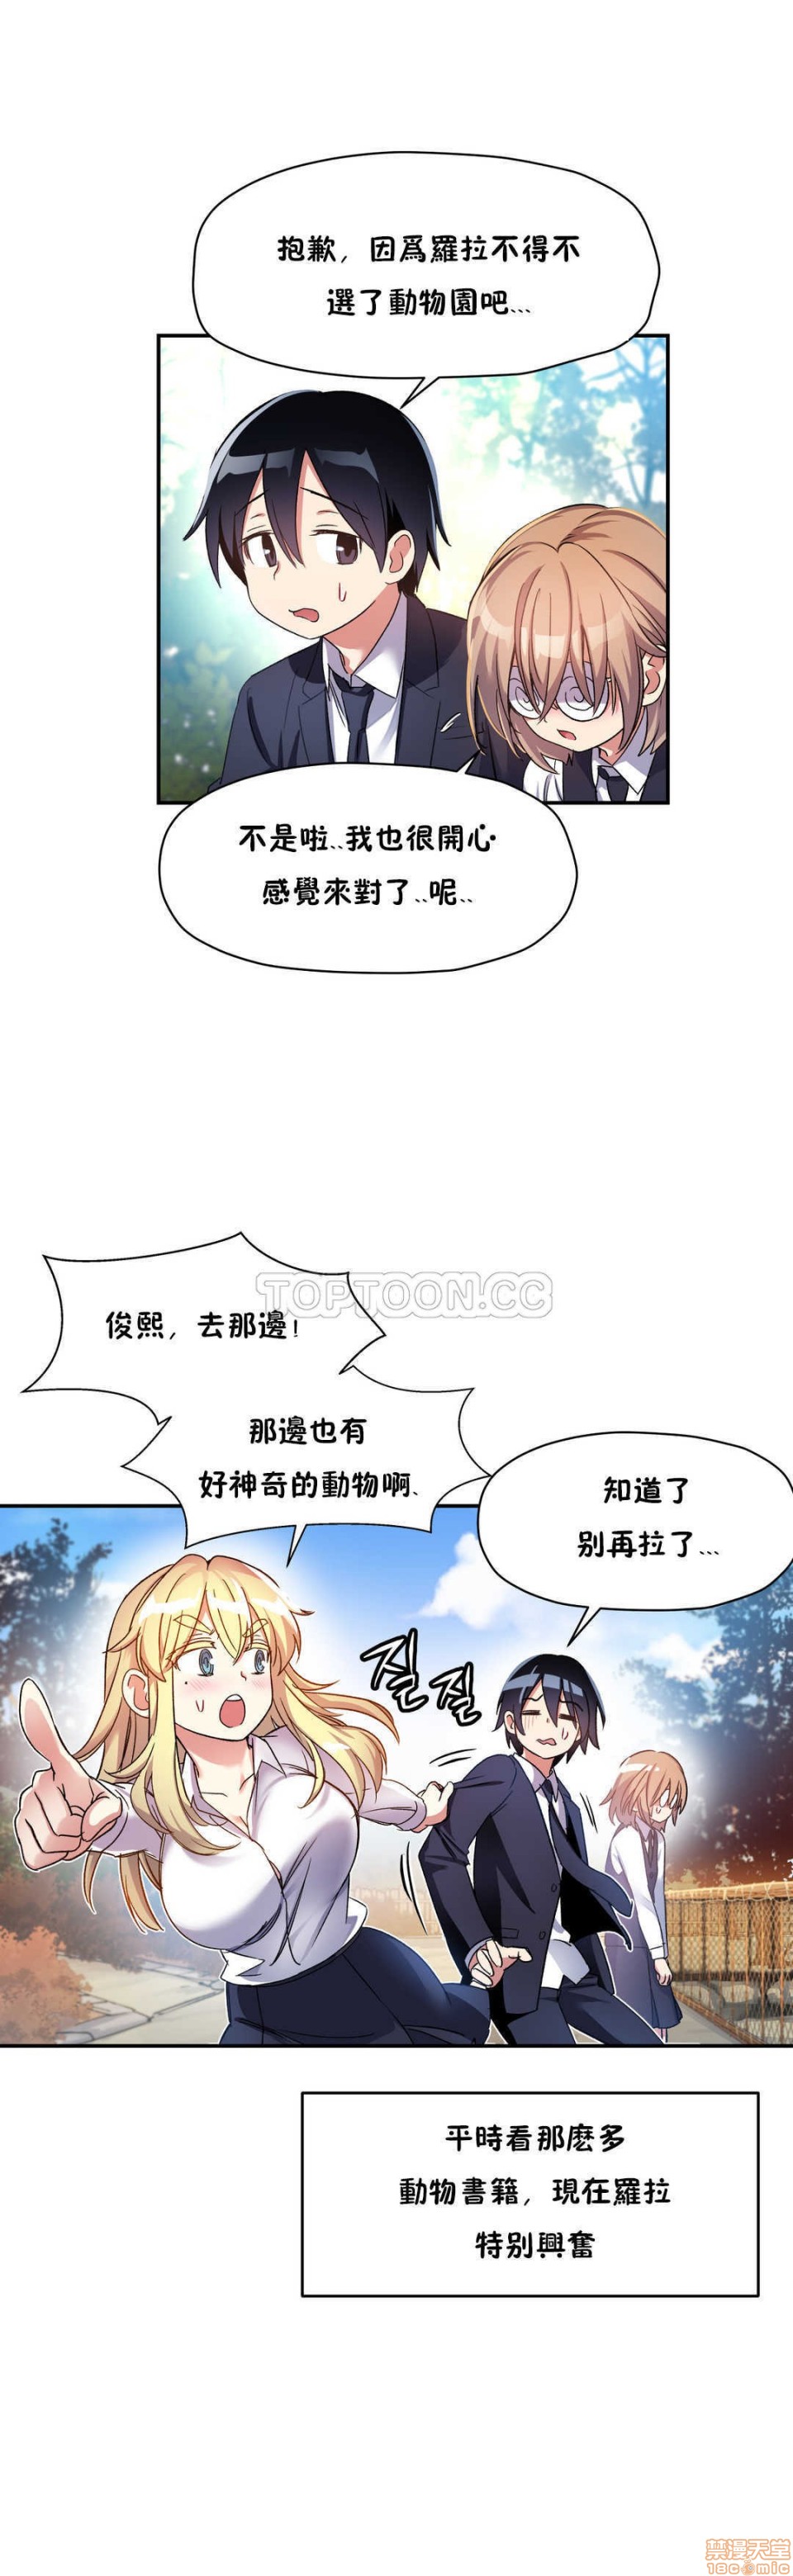 抱歉，因爲羅拉不得不
選了動物園吧...
不是啦..我也很開心
感覺來對了..呢..
TOPTOON.CC
俊熙，去那邊!
那邊也有
好神奇的動物啊.
知道了
別再拉了...
질질
平時看那麽多
動物書籍，現在羅拉
特別興奮
禁漫天堂
18comic